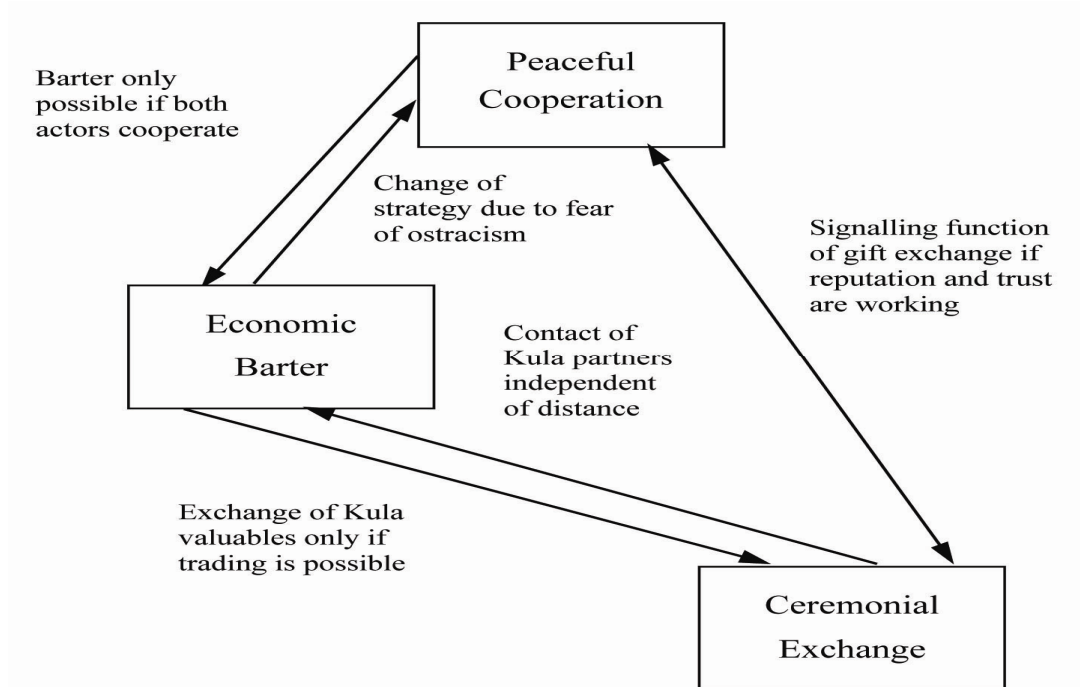 Peaceful
Cooperation
Barter only
possible if both
actors cooperate
Change of
strategy due to fear
of ostracism
Signalling function
of gift exchange if
reputation and trust
are working
Economic
Barter
Contact of
Kula partners
independent
of distance
Exchange of Kula
valuables only if
trading is possible
Ceremonial
Exchange